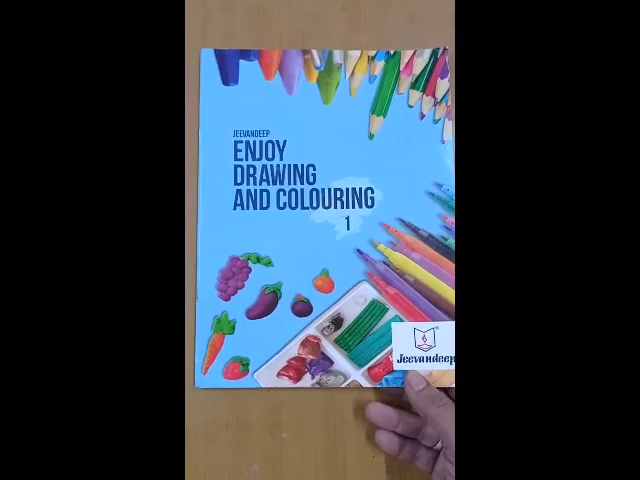 JEEVANDEEP
ENJOY
DRAWING
AND COLOURING
1
Jeevandeep